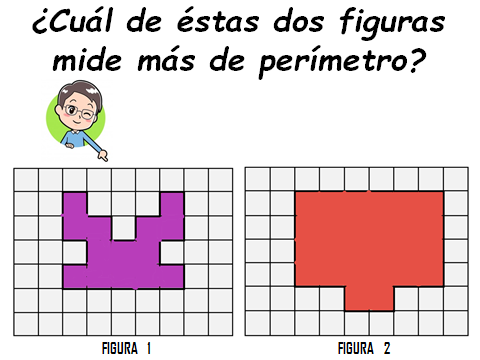 ¿Cuál de éstas dos figuras
mide más de perímetro?
FIGURA 1
FIGURA 2